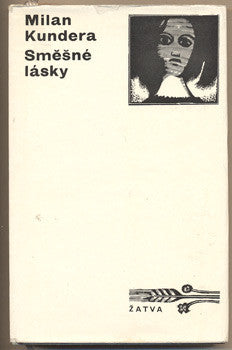 Milan
Kundera
Směšné
lásky
ŽATVA